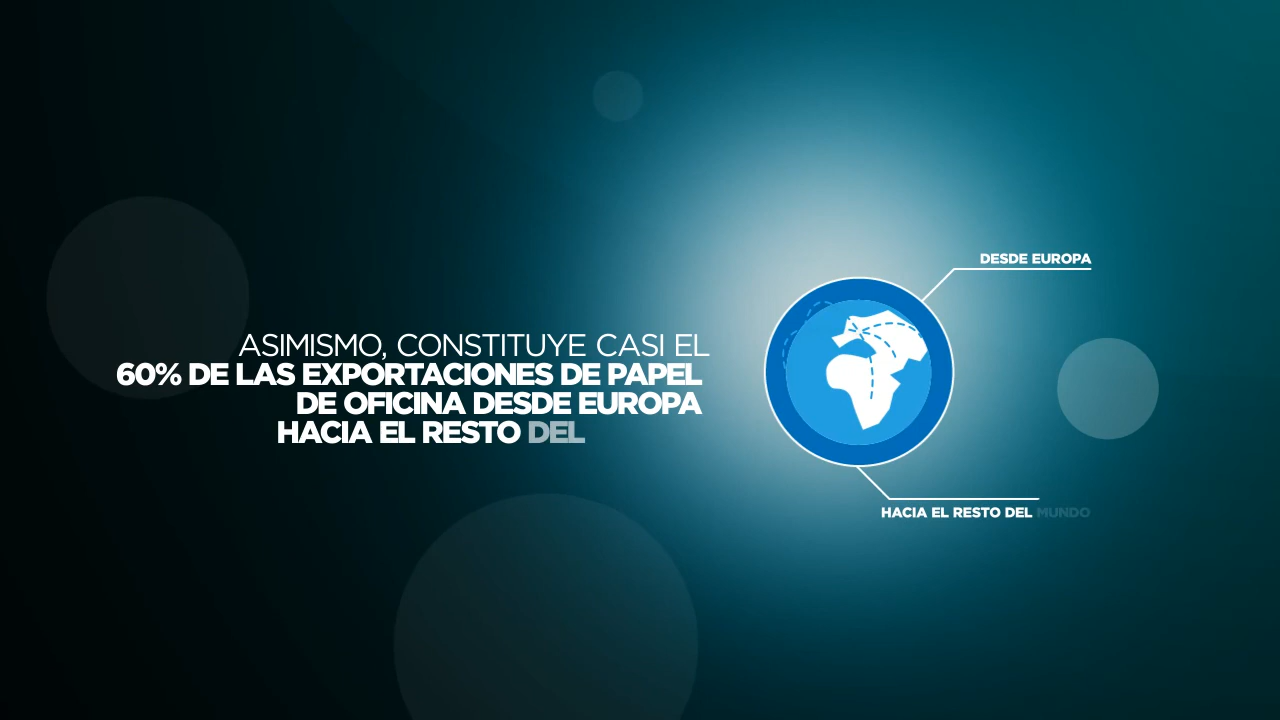 ASIMISMO, CONSTITUYE CASI EL
60% DE LAS EXPORTACIONES DE PAPEL
DE OFICINA DESDE EUROPA
HACIA EL RESTO DEL
DESDE EUROPA
HACIA EL RESTO DEL MUNDO